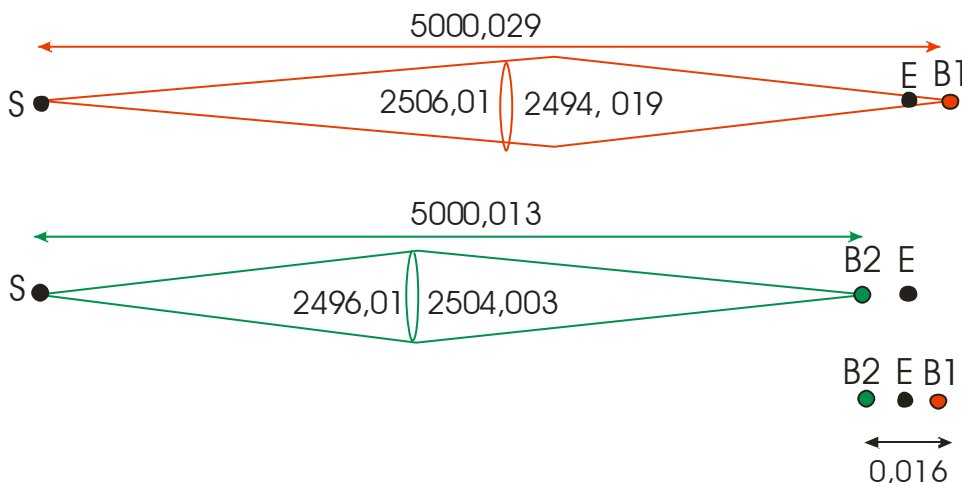 5000,029
S 2506,01 2494, 019 E B1
5000,013
S 2496,01 2504,003 B2 E
B2 E B1
0,016